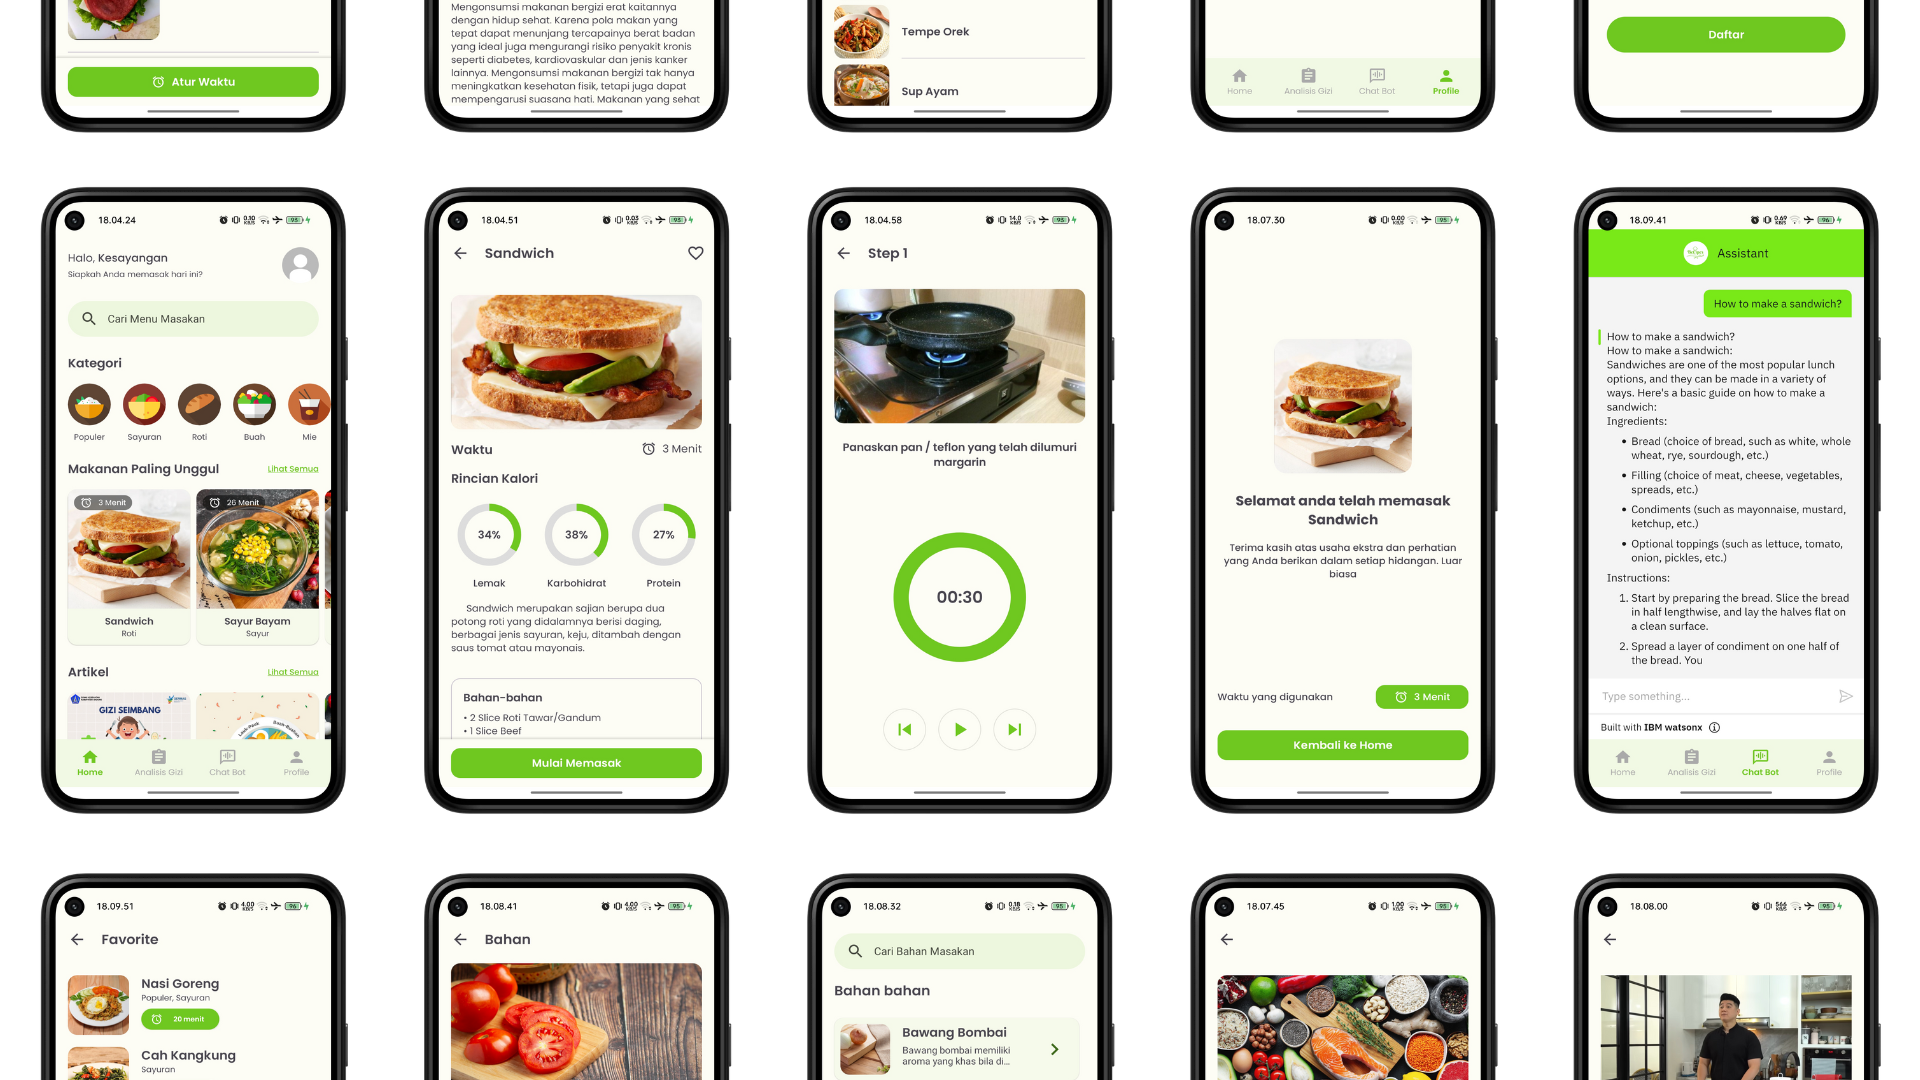 Atur Waktu
Mengonsumsi makanan bergizi erat kaitannya
dengan hidup sehat. Karena pola makan yang
tepat dapat menunjang tercapainya berat badan
yang ideal juga mengurangi risiko penyakit kronis
seperti diabetes, kardiovaskular dan jenis kanker
lainnya. Mengonsumsi makanan bergizi tak hanya
meningkatkan kesehatan fisik, tetapi juga dapat
mempengarusi suasana hati. Makanan yang sehat
Tempe Orek
Sup Ayam
Home
Analisis Gizi
Chat Bot
Profile
Daftar
18.04.24
Halo, Kesayangan
Siapkah Anda memasak hari ini?
Cari Menu Masakan
Kategori
Populer
Sayuran
Roti
Buah
Mie
Makanan Paling Unggul
Lihat Semua
3 Menit
26 Menit
Sandwich
Roti
Sayur Bayam
Sayur
Artikel
Lihat Semua
GIZI SEIMBANG
Home
Analisis Gizi
Chat Bot
Profile
18.04.51
Sandwich
Waktu
3 Menit
Rincian Kalori
34%
38%
27%
Lemak
Karbohidrat
Protein
Sandwich merupakan sajian berupa dua
potong roti yang didalamnya berisi daging,
berbagai jenis sayuran, keju, ditambah dengan
saus tomat atau mayonais.
Bahan-bahan
• 2 Slice Roti Tawar/Gandum
• 1 Slice Beef
Mulai Memasak
18.04.58
Step 1
Panaskan pan / teflon yang telah dilumuri
margarin
00:30
18.07.30
Selamat anda telah memasak
Sandwich
Terima kasih atas usaha ekstra dan perhatian
yang Anda berikan dalam setiap hidangan. Luar
biasa
Waktu yang digunakan
3 Menit
Kembali ke Home
18.09.41
Assistant
How to make a sandwich?
How to make a sandwich?
How to make a sandwich:
Sandwiches are one of the most popular lunch
options, and they can be made in a variety of
ways. Here's a basic guide on how to make a
sandwich:
Ingredients:
• Bread (choice of bread, such as white, whole
wheat, rye, sourdough, etc.)
• Filling (choice of meat, cheese, vegetables,
spreads, etc.)
• Condiments (such as mayonnaise, mustard,
ketchup, etc.)
• Optional toppings (such as lettuce, tomato,
onion, pickles, etc.)
Instructions:
1. Start by preparing the bread. Slice the bread
in half lengthwise, and lay the halves flat on
a clean surface.
2. Spread a layer of condiment on one half of
the bread. You
Type something...
Built with IBM watsonx
Home
Analisis Gizi
Chat Bot
Profile
18.09.51
Favorite
Nasi Goreng
Populer, Sayuran
20 menit
Cah Kangkung
Sayuran
18.08.41
Bahan
18.08.32
Cari Bahan Masakan
Bahan bahan
Bawang Bombai
Bawang bombai memiliki
aroma yang khas bila di...
18.07.45
18.08.00